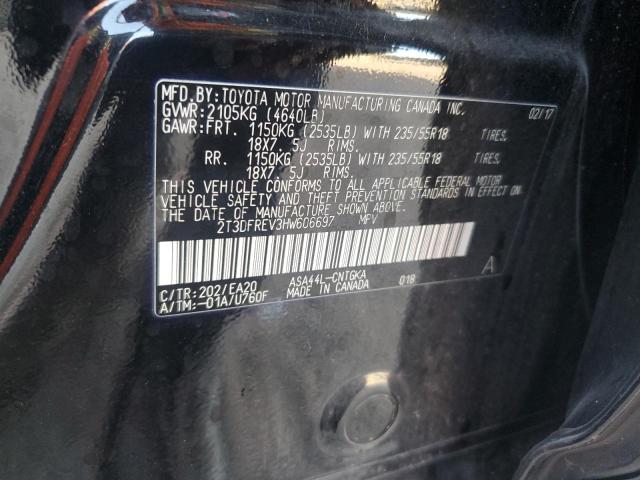 MFD. BY: TOYOTA MOTOR MANUFACTURING CANADA INC. 02/17
GVWR: 2105KG (4640LB)
GAWR: FRT. 1150KG (2535LB) WITH 235/55R18 TIRES,
18X7. 5J RIMS.
RR. 1150KG (2535LB) WITH 235/55R18 TIRES,
18X7. 5J RIMS.
THIS VEHICLE CONFORMS TO ALL APPLICABLE FEDERAL MOTOR
VEHICLE SAFETY AND THEFT PREVENTION STANDARDS IN EFFECT ON
THE DATE OF MANUFACTURE SHOWN ABOVE.
2T3DFREV3HW606697 MPV
C/TR: 202/EA20 ASA44L-CNTGKA 018 A
A/TM: -01A/U760F MADE IN CANADA